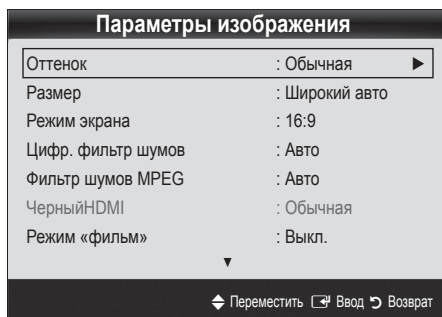 Параметры изображения
Оттенок : Обычная ►
Размер : Широкий авто
Режим экрана : 16:9
Цифр. фильтр шумов : Авто
Фильтр шумов MPEG : Авто
ЧерныйHDMI : Обычная
Режим «фильм» : Выкл.
▼
Переместить Ввод Возврат